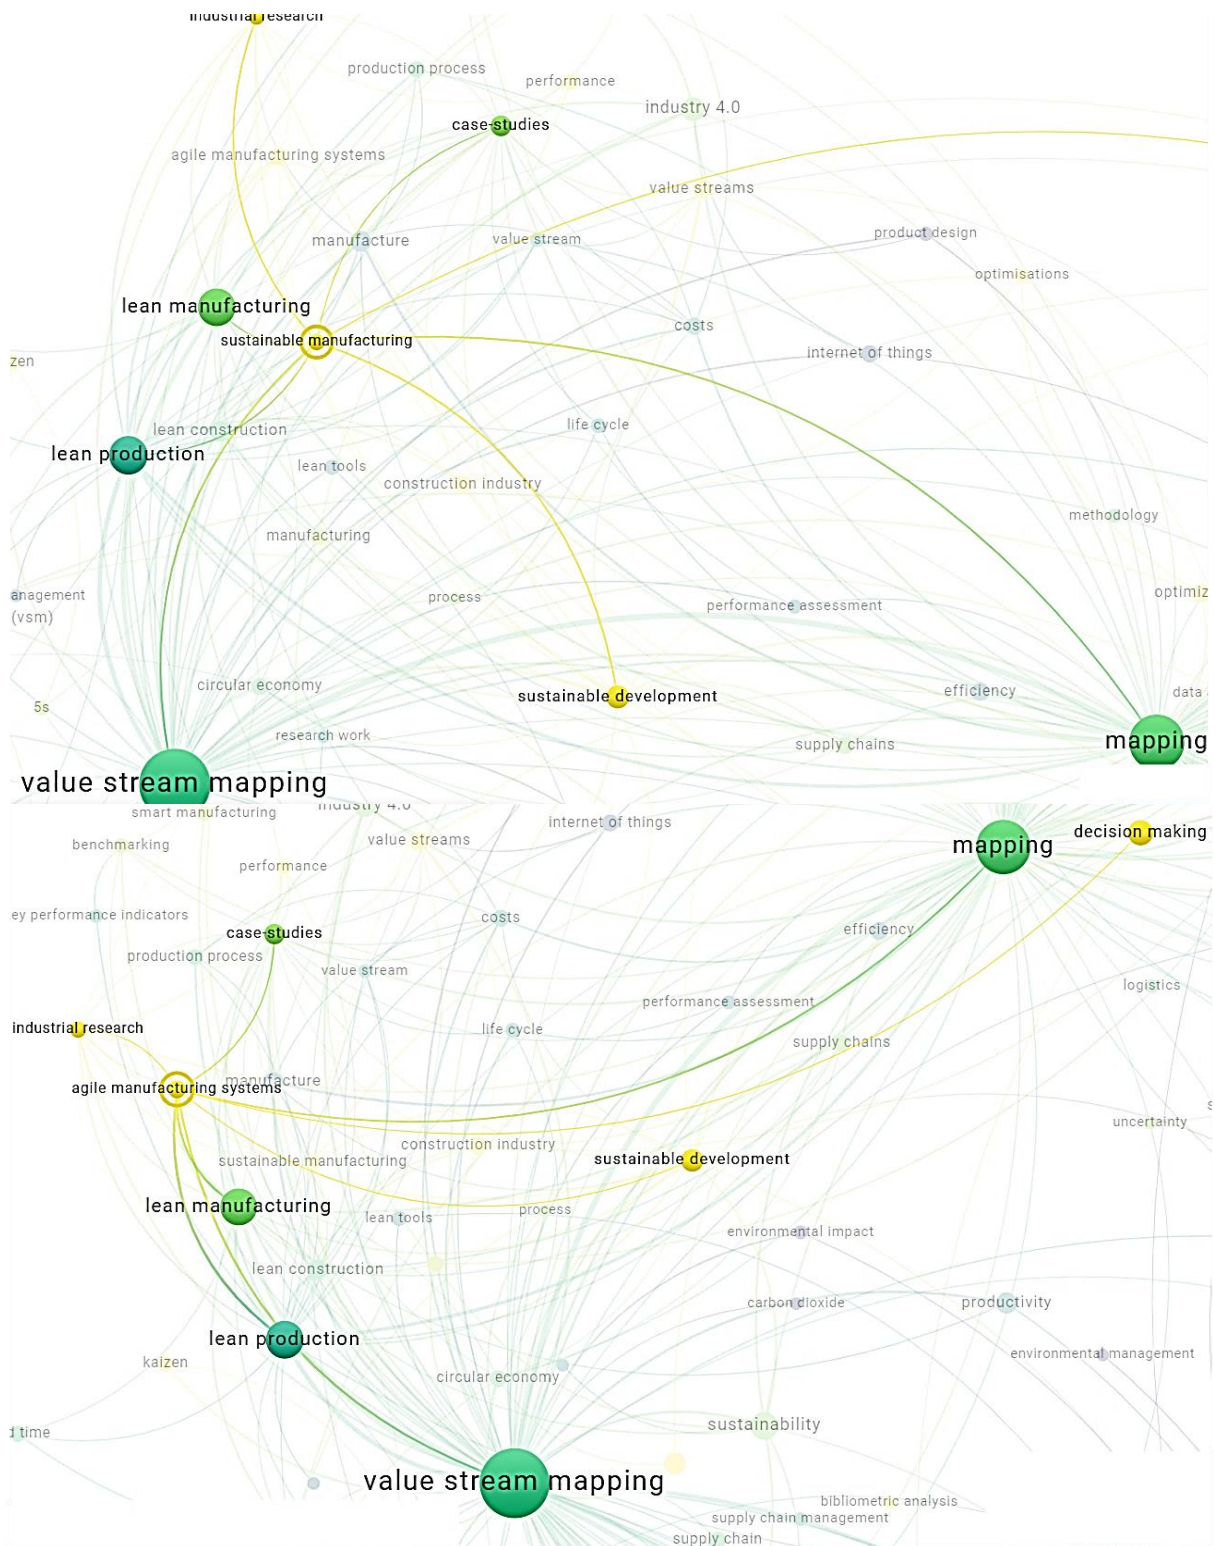 industrial research
production process
performance
industry 4.0
case-studies
agile manufacturing systems
value streams
manufacture
value stream
product design
optimisations
lean manufacturing
sustainable manufacturing
costs
internet of things
zen
lean construction
life cycle
lean production
lean tools
construction industry
methodology
manufacturing
anagement
process
performance assessment
optimiz
(vsm)
circular economy
sustainable development
efficiency
data
5s
research work
supply chains
mapping
value stream mapping
smart manufacturing
industry 4.0
internet of things
benchmarking
value streams
mapping
decision making
performance
ey performance indicators
case-studies
costs
efficiency
production process
value stream
logistics
industrial research
life cycle
performance assessment
supply chains
agile manufacturing systems
manufacture
construction industry
uncertainty
s
sustainable manufacturing
sustainable development
lean manufacturing
lean tools
process
environmental impact
lean construction
carbon dioxide
productivity
lean production
kaizen
environmental management
circular economy
d time
sustainability
value stream mapping
bibliometric analysis
supply chain management
supply chain